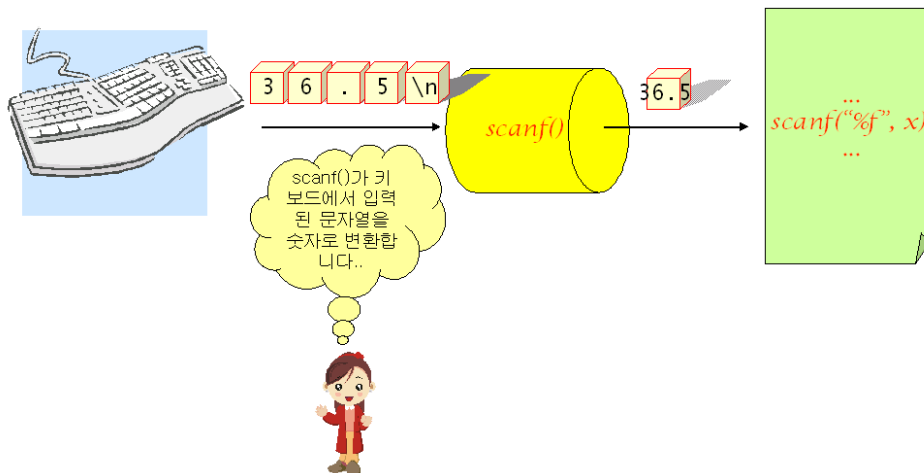 3 6 . 5 \n
scanf()
36.5
...
scanf(“%f”, x)
...
scanf()가 키
보드에서 입력
된 문자열을
숫자로 변환합
니다..